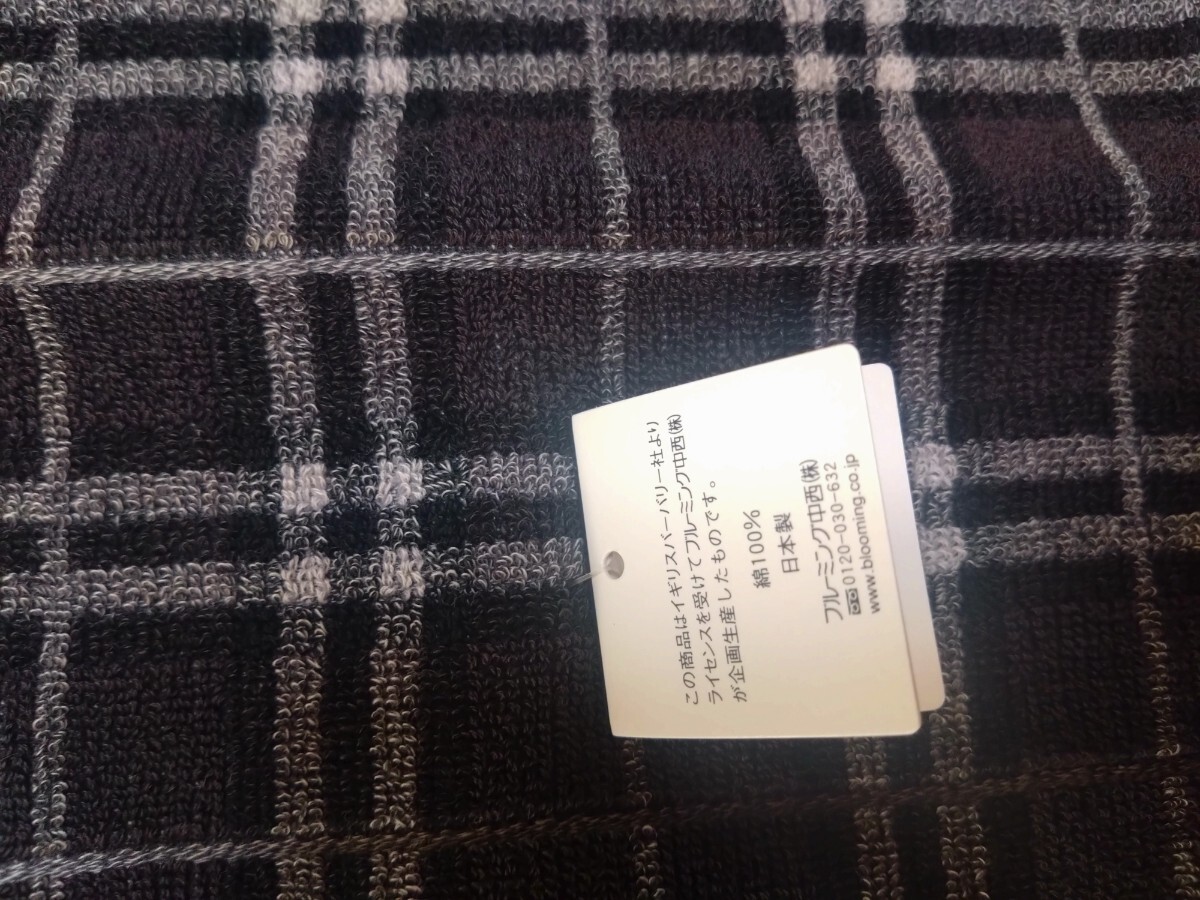 この商品はイギリスバーバリー社より
ライセンスを受けてブルーミング中西(株)
が企画生産したものです。
綿100%
日本製
ブルーミング中西(株)
0120-030-632
www.blooming.co.jp